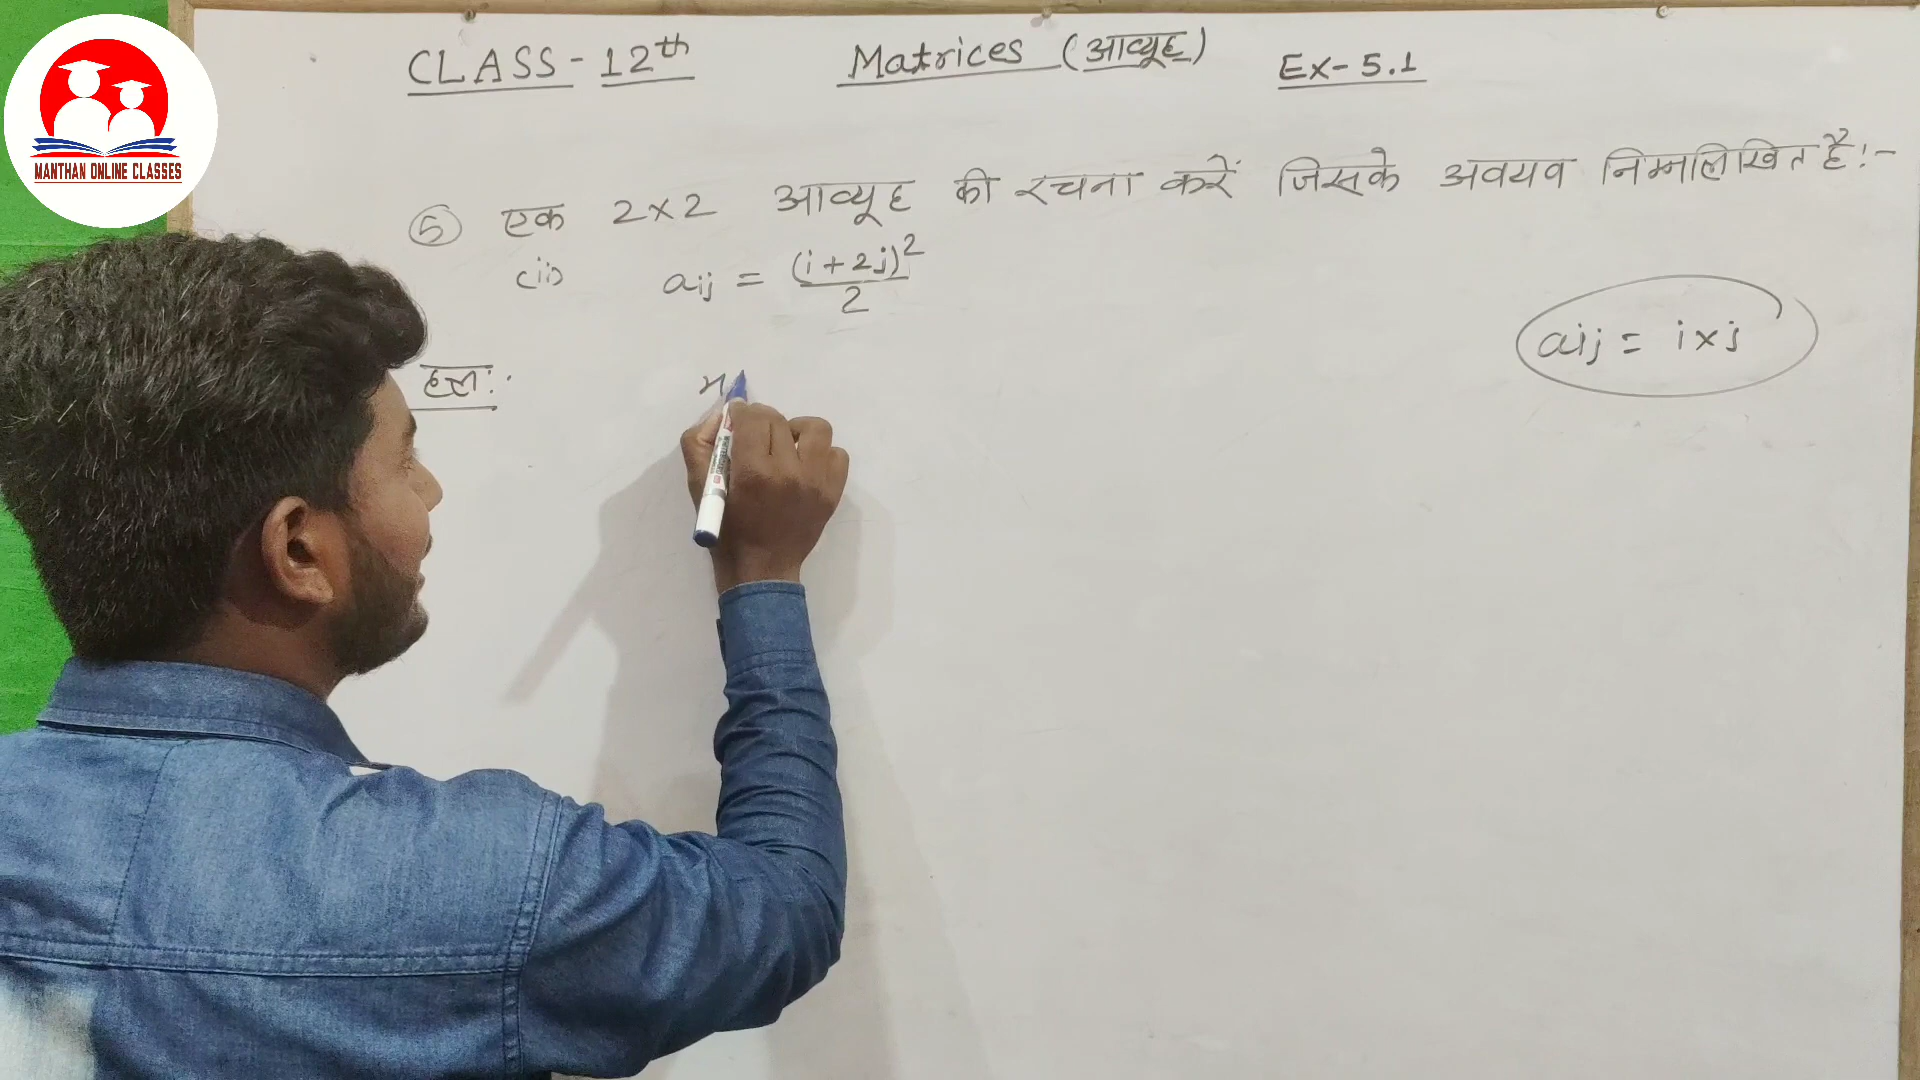 MANTHAN ONLINE CLASSES
CLASS - 12th Matrices (आव्यूह) Ex- 5.1
⑤ एक 2×2 आव्यूह की रचना करें जिसके अवयव निम्नलिखित है:-
(ii) aij = (i + 2j)² / 2
aij = i × j
हल:-